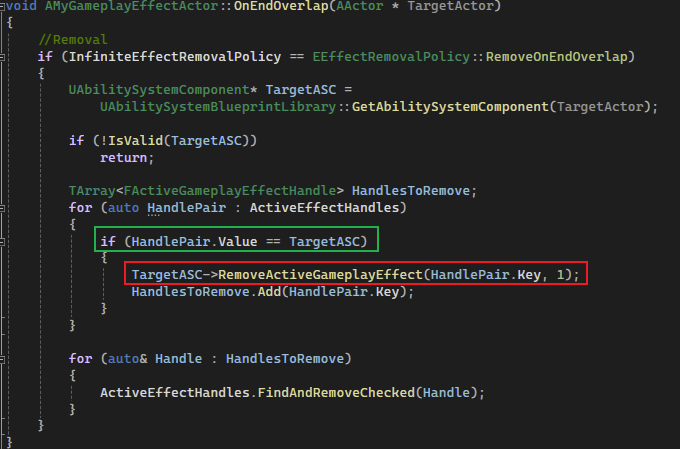 void AMyGameplayEffectActor::OnEndOverlap(AActor * TargetActor)
{
//Removal
if (InfiniteEffectRemovalPolicy == EEffectRemovalPolicy::RemoveOnEndOverlap)
{
UAbilitySystemComponent* TargetASC =
UAbilitySystemBlueprintLibrary::GetAbilitySystemComponent(TargetActor);
if (!IsValid(TargetASC))
return;
TArray<FActiveGameplayEffectHandle> HandlesToRemove;
for (auto HandlePair : ActiveEffectHandles)
{
if (HandlePair.Value == TargetASC)
{
TargetASC->RemoveActiveGameplayEffect(HandlePair.Key, 1);
HandlesToRemove.Add(HandlePair.Key);
}
}
for (auto& Handle : HandlesToRemove)
{
ActiveEffectHandles.FindAndRemoveChecked(Handle);
}
}
}